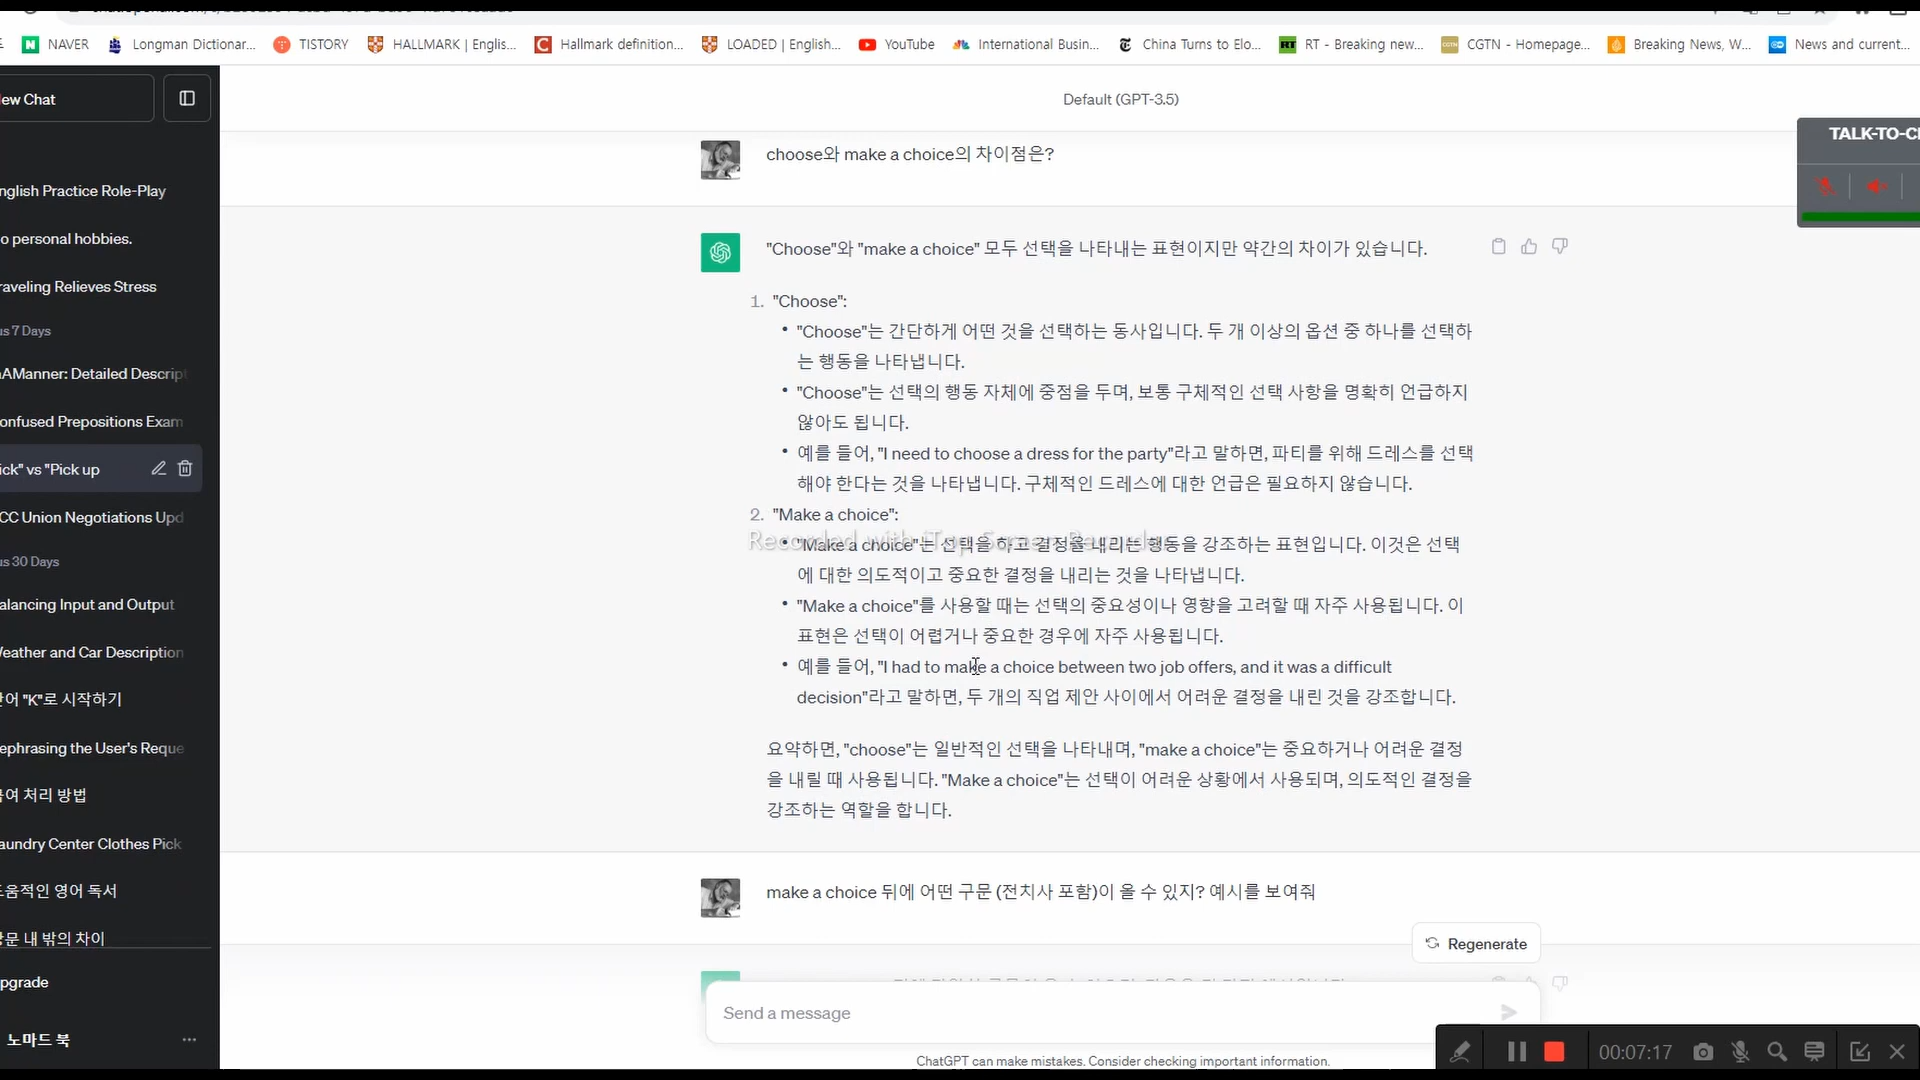 NAVER
Longman Dictionar...
TISTORY
HALLMARK | Englis...
Hallmark definition...
LOADED | English...
YouTube
International Busin...
China Turns to Elo...
RT - Breaking new...
CGTN - Homepage...
Breaking News, W...
News and current...
ew Chat
Default (GPT-3.5)
TALK-TO-C
nglish Practice Role-Play
o personal hobbies.
raveling Relieves Stress
us 7 Days
AManner: Detailed Descrip
onfused Prepositions Exam
ick" vs "Pick up
CC Union Negotiations Upd
us 30 Days
alancing Input and Output
eather and Car Description
어 "K"로 시작하기
ephrasing the User's Reque
여 처리 방법
aundry Center Clothes Pick
움적인 영어 독서
문 내 밖의 차이
pgrade
노마드 북
choose와 make a choice의 차이점은?
"Choose"와 "make a choice" 모두 선택을 나타내는 표현이지만 약간의 차이가 있습니다.
1. "Choose":
• "Choose"는 간단하게 어떤 것을 선택하는 동사입니다. 두 개 이상의 옵션 중 하나를 선택하
는 행동을 나타냅니다.
• "Choose"는 선택의 행동 자체에 중점을 두며, 보통 구체적인 선택 사항을 명확히 언급하지
않아도 됩니다.
• 예를 들어, "I need to choose a dress for the party"라고 말하면, 파티를 위해 드레스를 선택
해야 한다는 것을 나타냅니다. 구체적인 드레스에 대한 언급은 필요하지 않습니다.
2. "Make a choice":
Recorded with iTop Screen Recorder
• "Make a choice"는 선택을 하고 결정을 내리는 행동을 강조하는 표현입니다. 이것은 선택
에 대한 의도적이고 중요한 결정을 내리는 것을 나타냅니다.
• "Make a choice"를 사용할 때는 선택의 중요성이나 영향을 고려할 때 자주 사용됩니다. 이
표현은 선택이 어렵거나 중요한 경우에 자주 사용됩니다.
• 예를 들어, "I had to make a choice between two job offers, and it was a difficult
decision"라고 말하면, 두 개의 직업 제안 사이에서 어려운 결정을 내린 것을 강조합니다.
요약하면, "choose"는 일반적인 선택을 나타내며, "make a choice"는 중요하거나 어려운 결정
을 내릴 때 사용됩니다. "Make a choice"는 선택이 어려운 상황에서 사용되며, 의도적인 결정을
강조하는 역할을 합니다.
make a choice 뒤에 어떤 구문 (전치사 포함)이 올 수 있지? 예시를 보여줘
Regenerate
Send a message
ChatGPT can make mistakes. Consider checking important information.
00:07:17